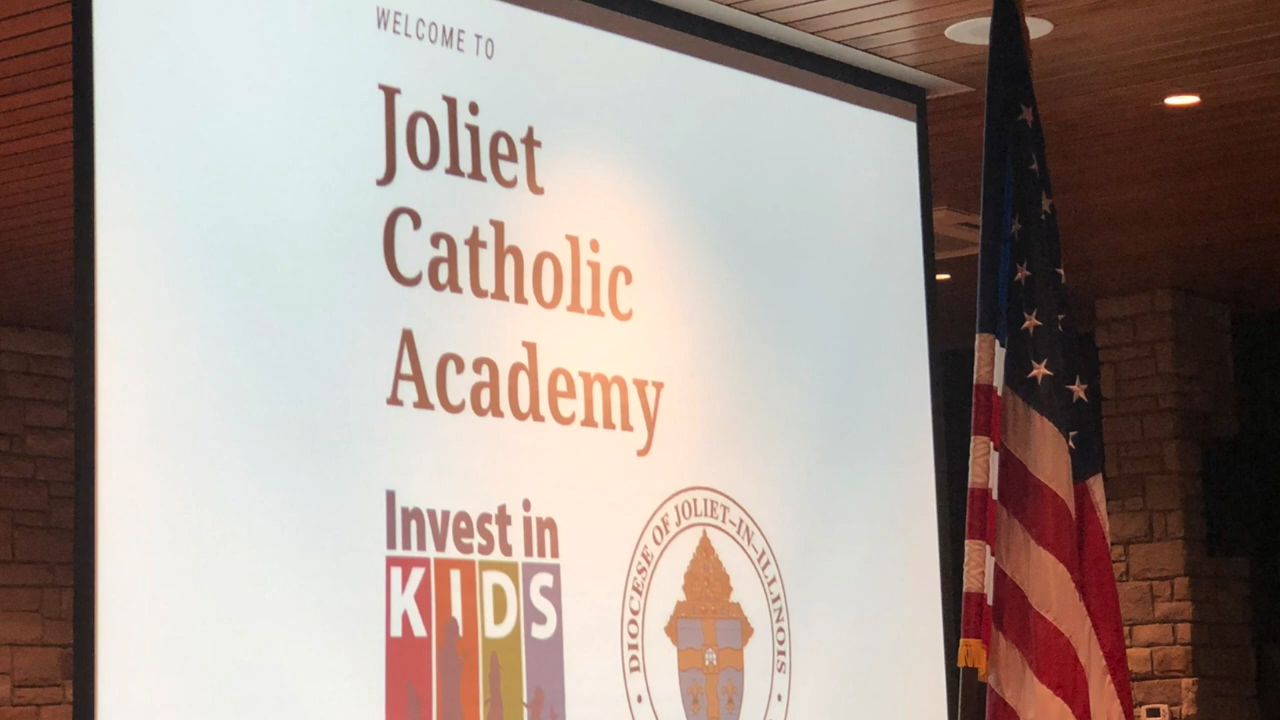 WELCOME TO
Joliet
Catholic
Academy
Invest in
KIDS
DIOCESE OF JOLIET-IN-ILLINOIS